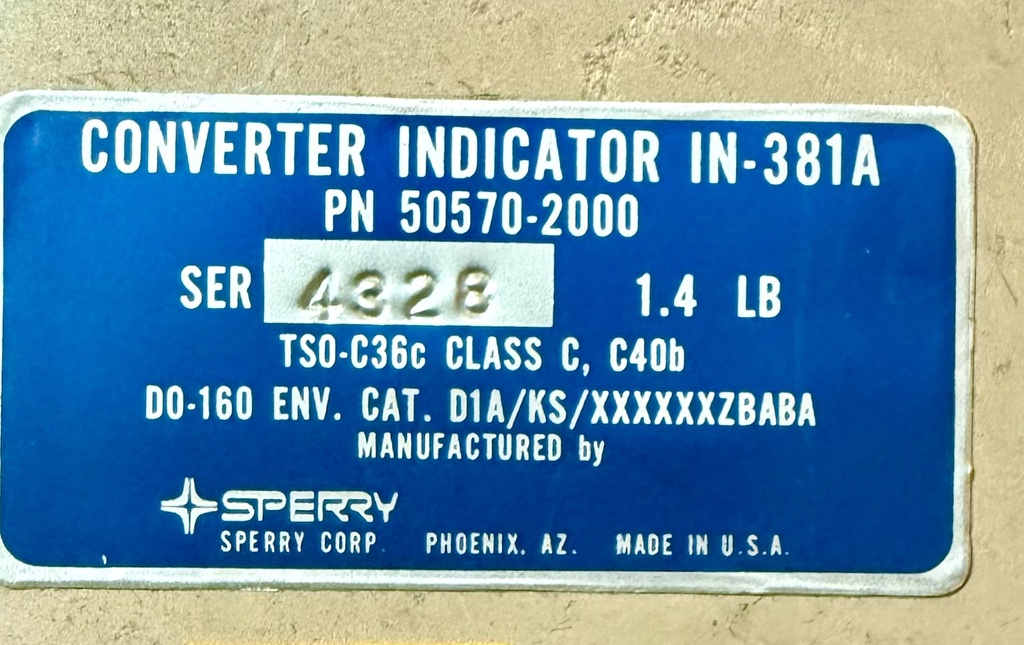 CONVERTER INDICATOR IN-381A
PN 50570-2000
SER 4328 1.4 LB
TSO-C36c CLASS C, C40b
DO-160 ENV. CAT. D1A/KS/XXXXXXZBABA
MANUFACTURED by
SPERRY
SPERRY CORP. PHOENIX, AZ. MADE IN U.S.A.